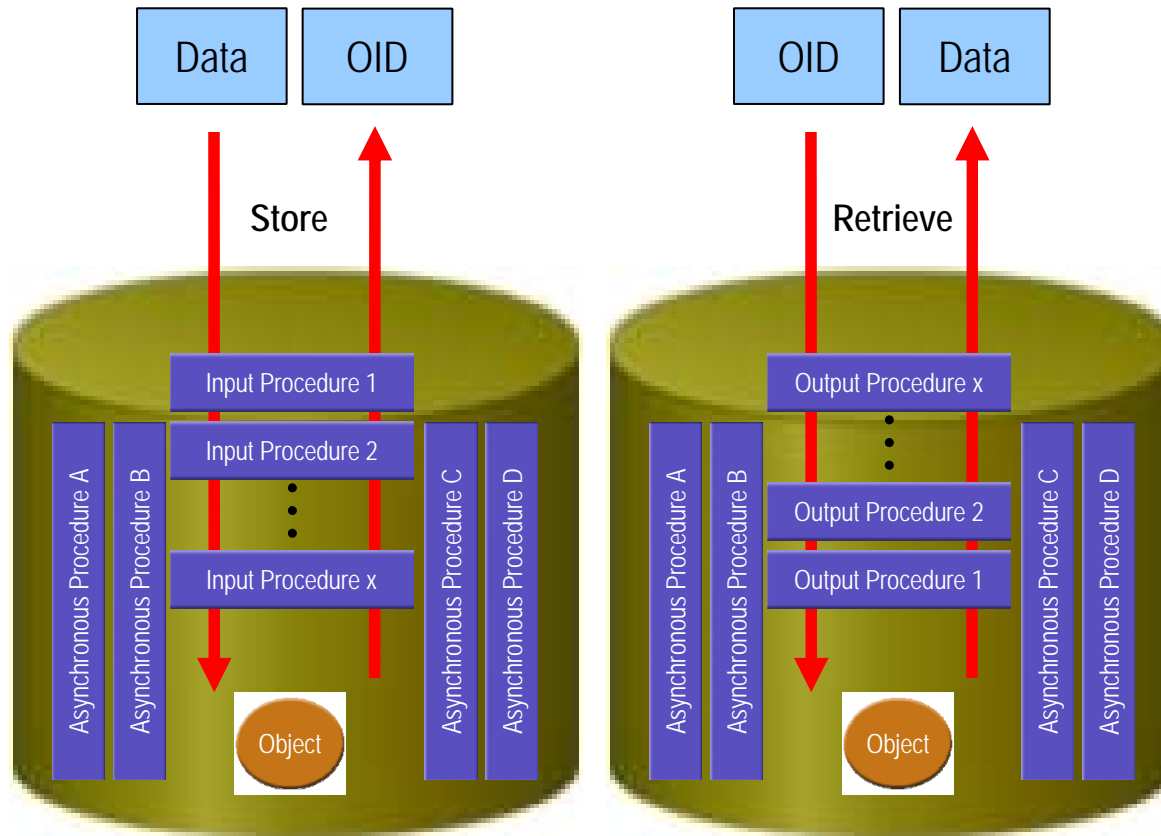 Data
OID
Store
Input Procedure 1
Input Procedure 2
Input Procedure x
Asynchronous Procedure A
Asynchronous Procedure B
Asynchronous Procedure C
Asynchronous Procedure D
Object
OID
Data
Retrieve
Output Procedure x
Output Procedure 2
Output Procedure 1
Asynchronous Procedure A
Asynchronous Procedure B
Asynchronous Procedure C
Asynchronous Procedure D
Object